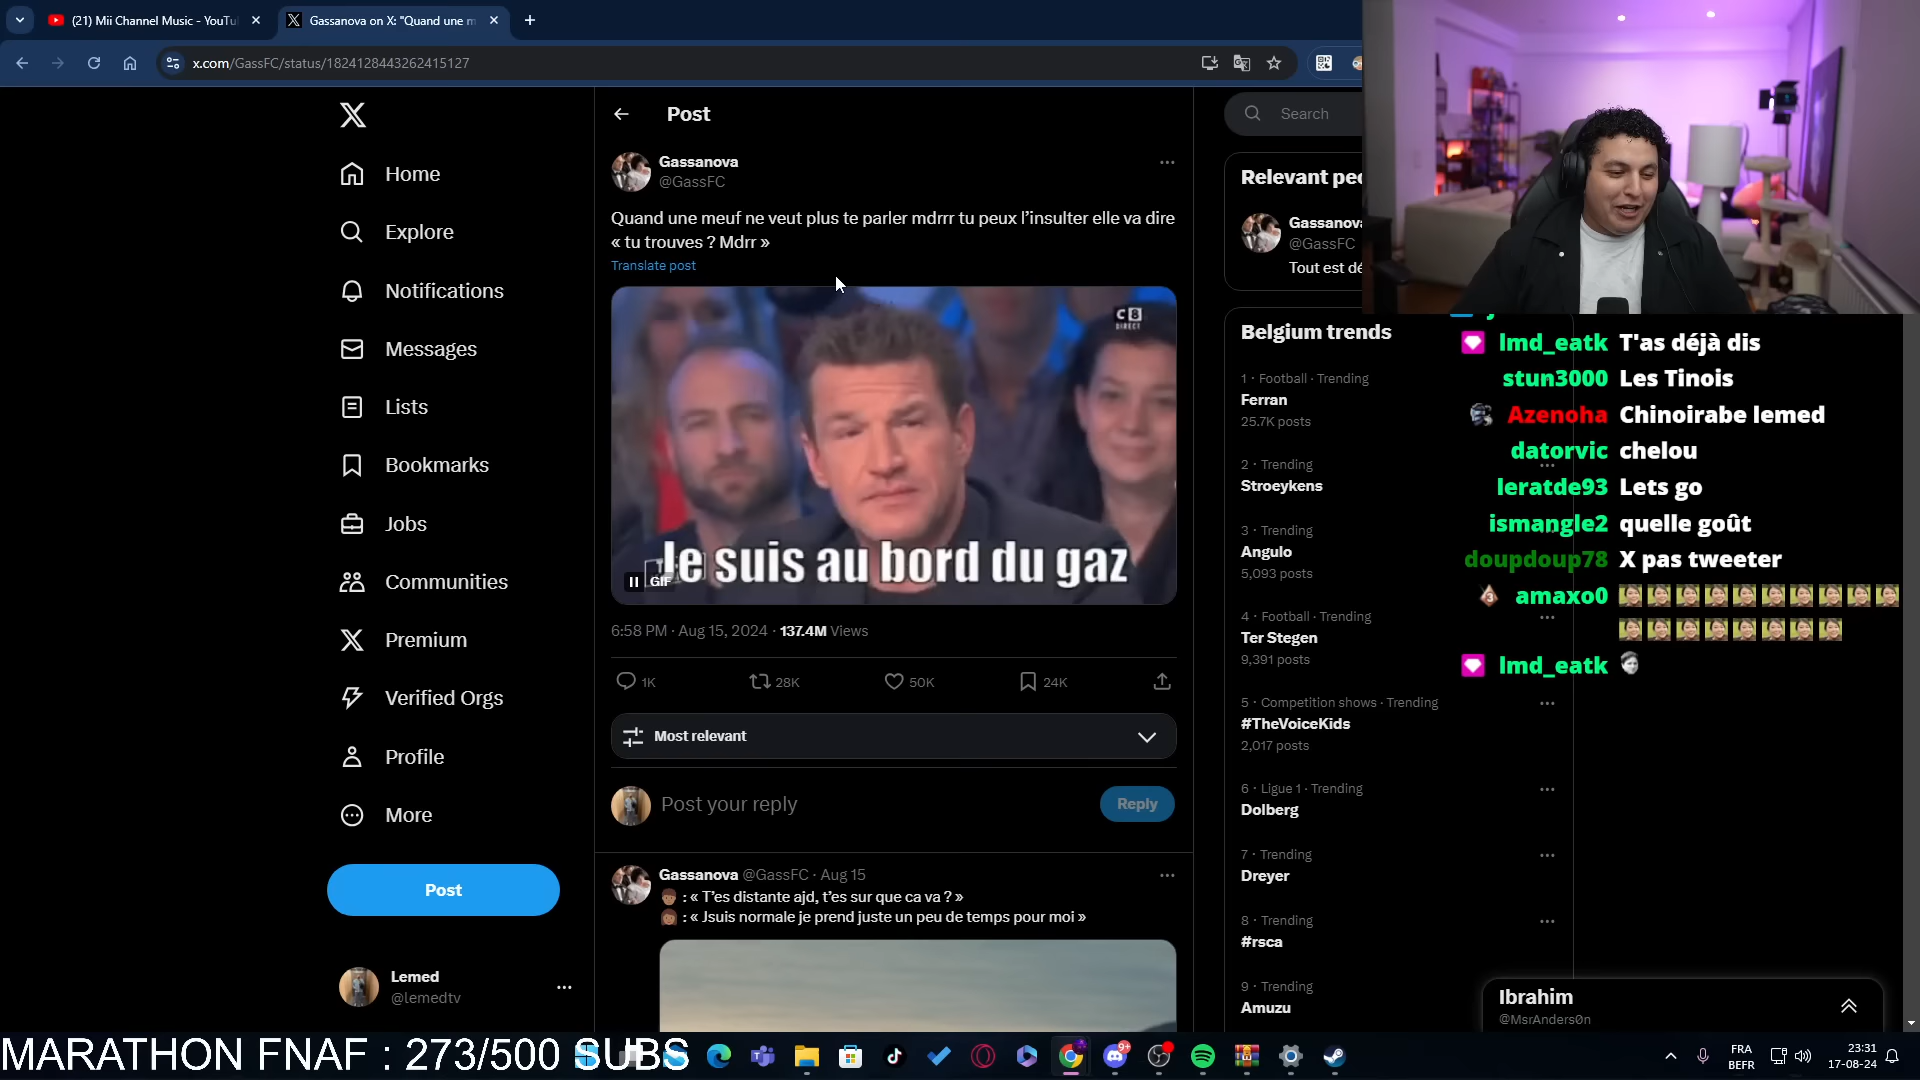 (21) Mii Channel Music - YouTu
Gassanova on X: "Quand une m
x.com/GassFC/status/1824128443262415127
Post
Search
Gassanova
@GassFC
Quand une meuf ne veut plus te parler mdrrr tu peux l’insulter elle va dire
« tu trouves ? Mdrr »
Translate post
C8
DIRECT
Je suis au bord du gaz
GIF
6:58 PM · Aug 15, 2024 · 137.4M Views
1K
28K
50K
24K
Most relevant
Post your reply
Reply
Gassanova @GassFC · Aug 15
: « T’es distante ajd, t’es sur que ca va ? »
: « Jsuis normale je prend juste un peu de temps pour moi »
Home
Explore
Notifications
Messages
Lists
Bookmarks
Jobs
Communities
Premium
Verified Orgs
Profile
More
Post
Lemed
@lemedtv
Relevant peo
Gassanova
@GassFC
Tout est dé
Belgium trends
1 · Football · Trending
Ferran
25.7K posts
2 · Trending
Stroeykens
3 · Trending
Angulo
5,093 posts
4 · Football · Trending
Ter Stegen
9,391 posts
5 · Competition shows · Trending
#TheVoiceKids
2,017 posts
6 · Ligue 1 · Trending
Dolberg
7 · Trending
Dreyer
8 · Trending
#rsca
9 · Trending
Amuzu
lmd_eatk T'as déjà dis
stun3000 Les Tinois
Azenoha Chinoirabe lemed
datorvic chelou
leratde93 Lets go
ismangle2 quelle goût
doupdoup78 X pas tweeter
amaxo0
lmd_eatk
Ibrahim
@MsrAnders0n
MARATHON FNAF : 273/500 SUBS
9+
FRA
BEFR
23:31
17-08-24